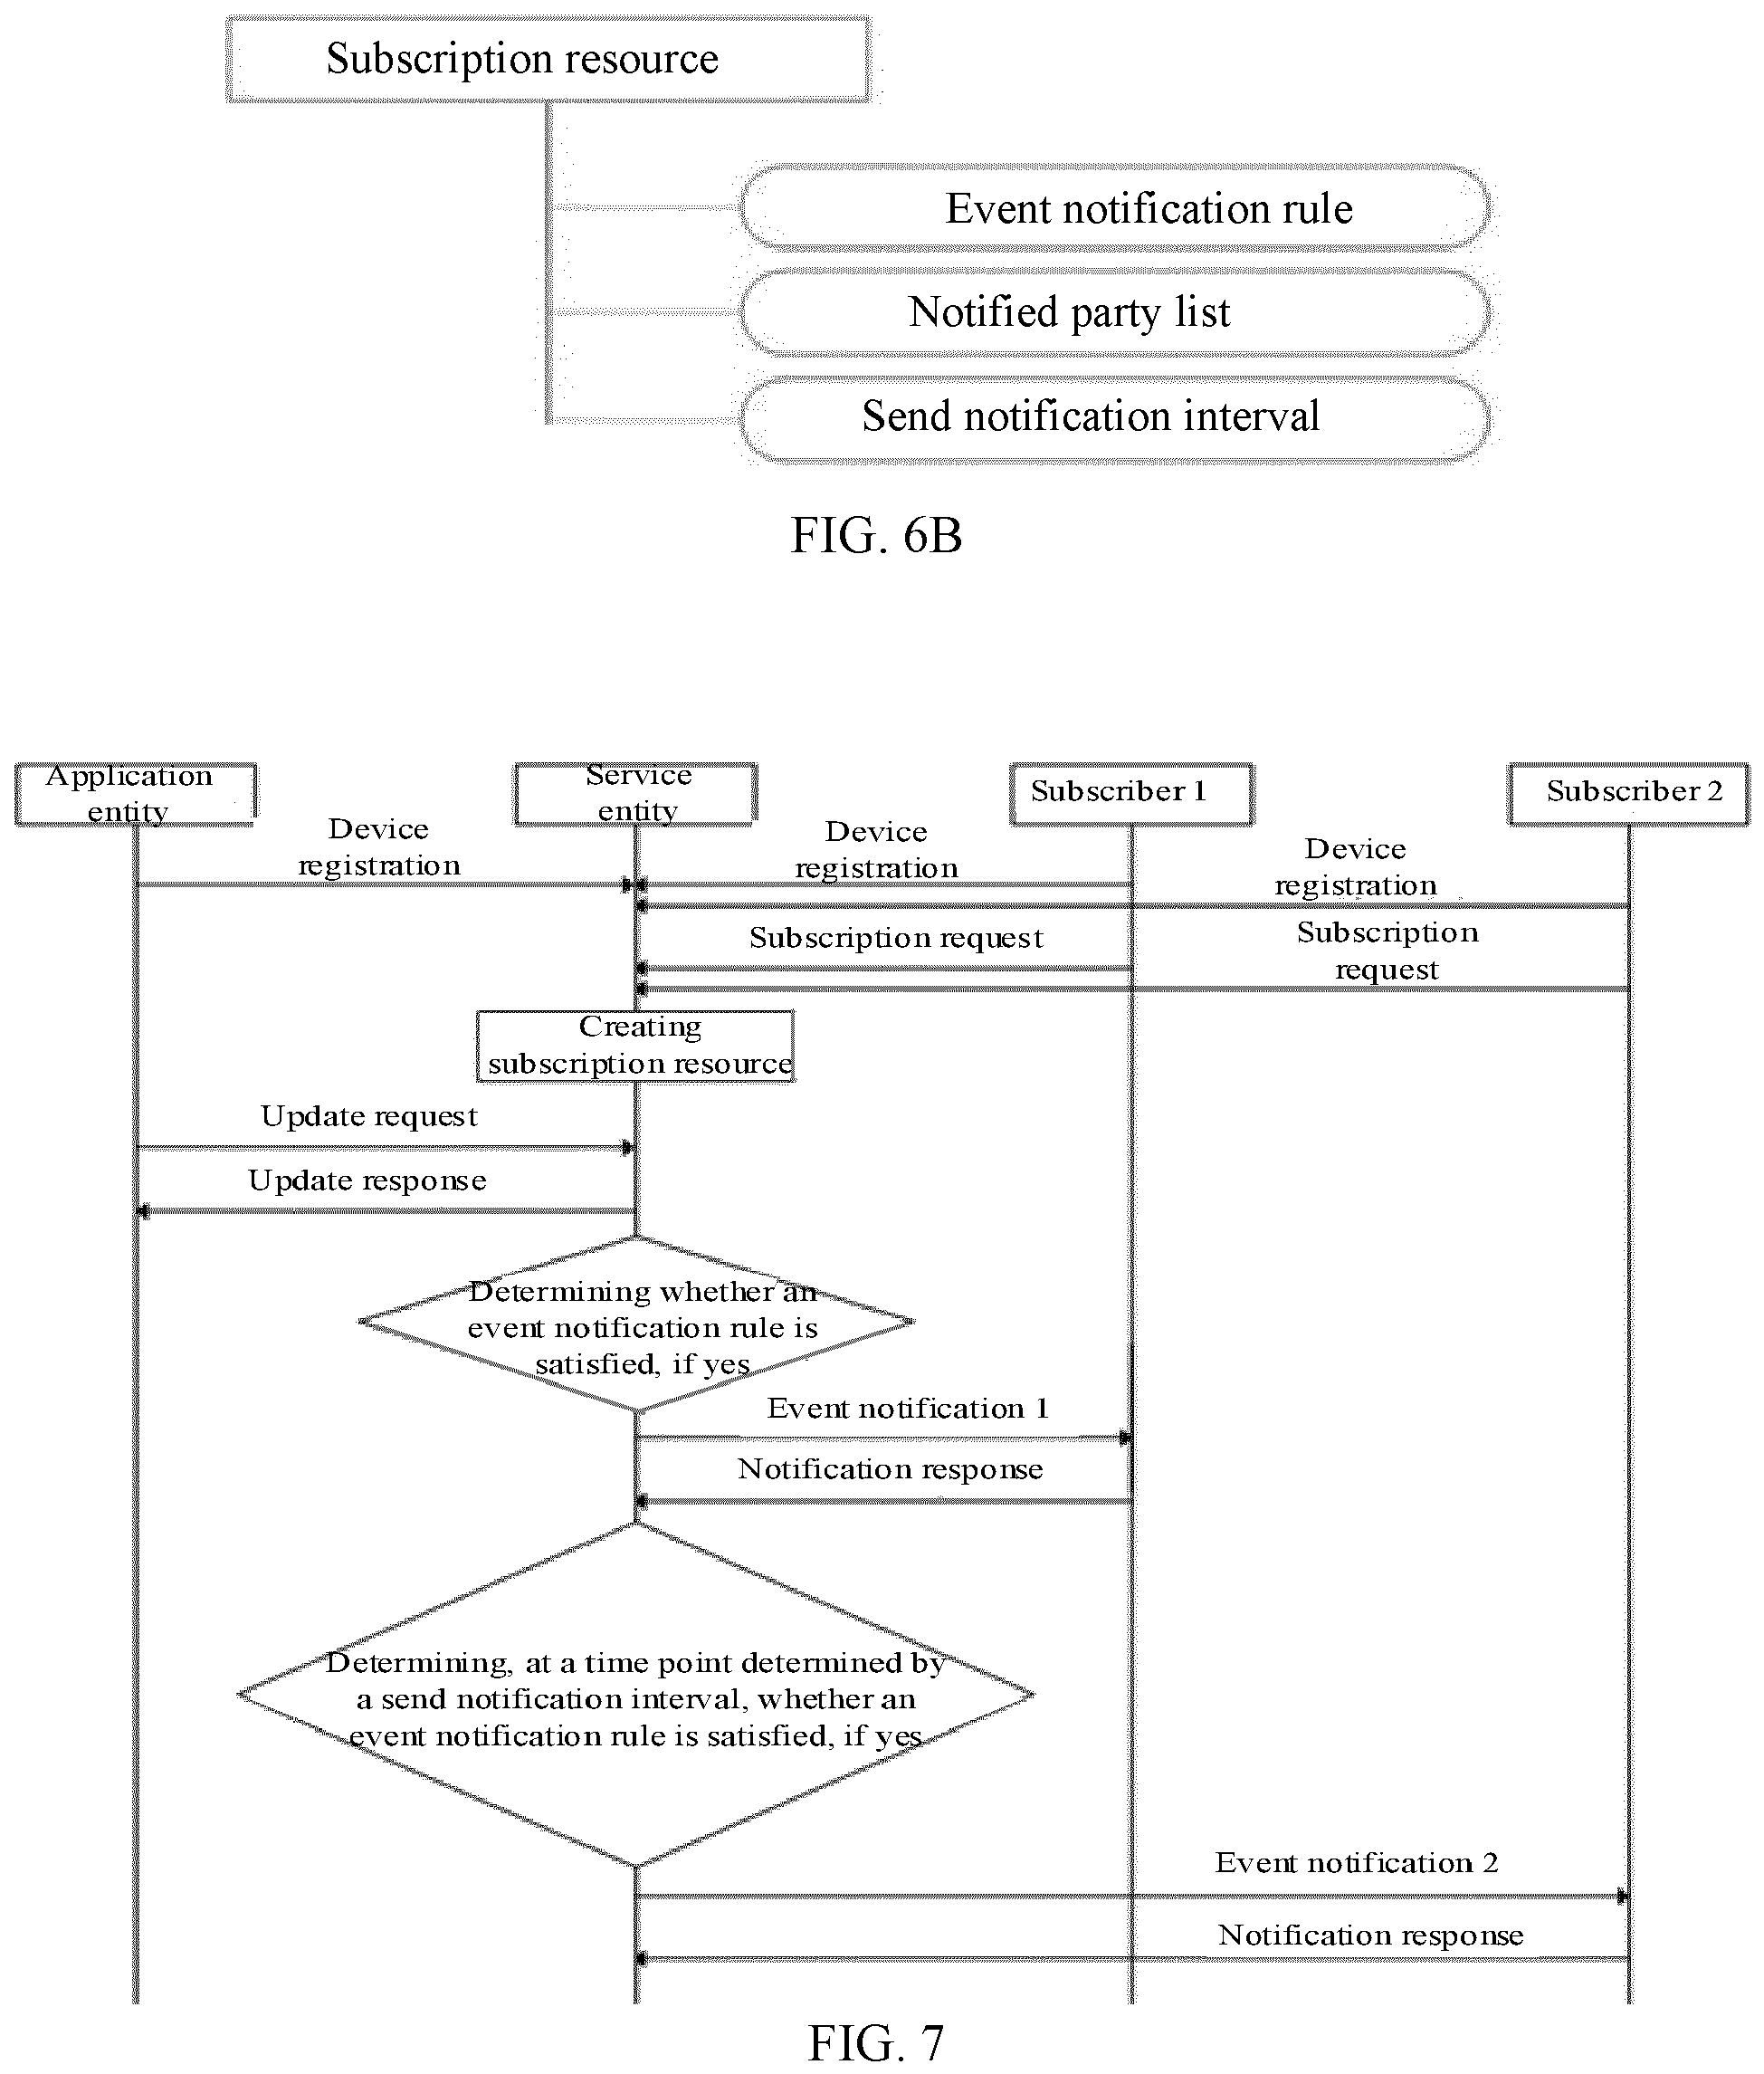 Subscription resource
Event notification rule
Notified party list
Send notification interval
FIG. 6B
Application
entity
Service
entity
Subscriber 1
Subscriber 2
Device
registration
Device
registration
Device
registration
Subscription request
Subscription
request
Creating
subscription resource
Update request
Update response
Determining whether an
event notification rule is
satisfied, if yes
Event notification 1
Notification response
Determining, at a time point determined by
a send notification interval, whether an
event notification rule is satisfied, if yes
Event notification 2
Notification response
FIG. 7